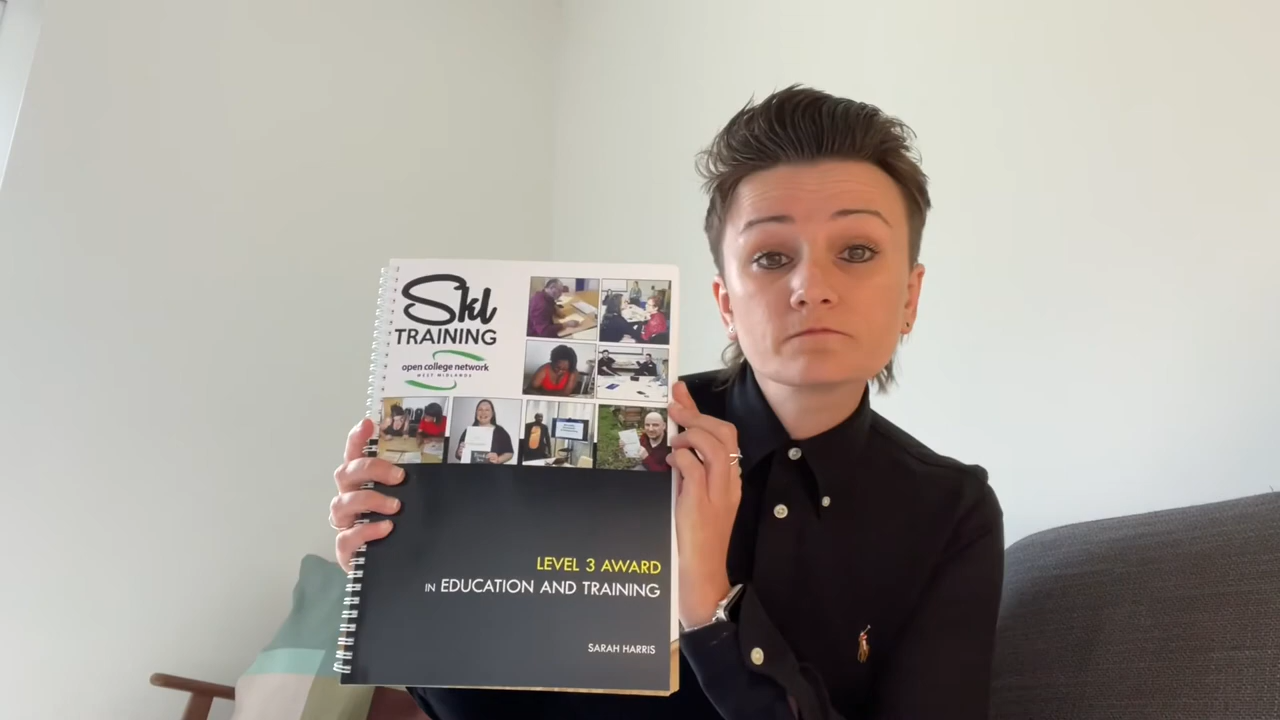 Skl
TRAINING
open college network
WEST MIDLANDS
LEVEL 3 AWARD
IN EDUCATION AND TRAINING
SARAH HARRIS